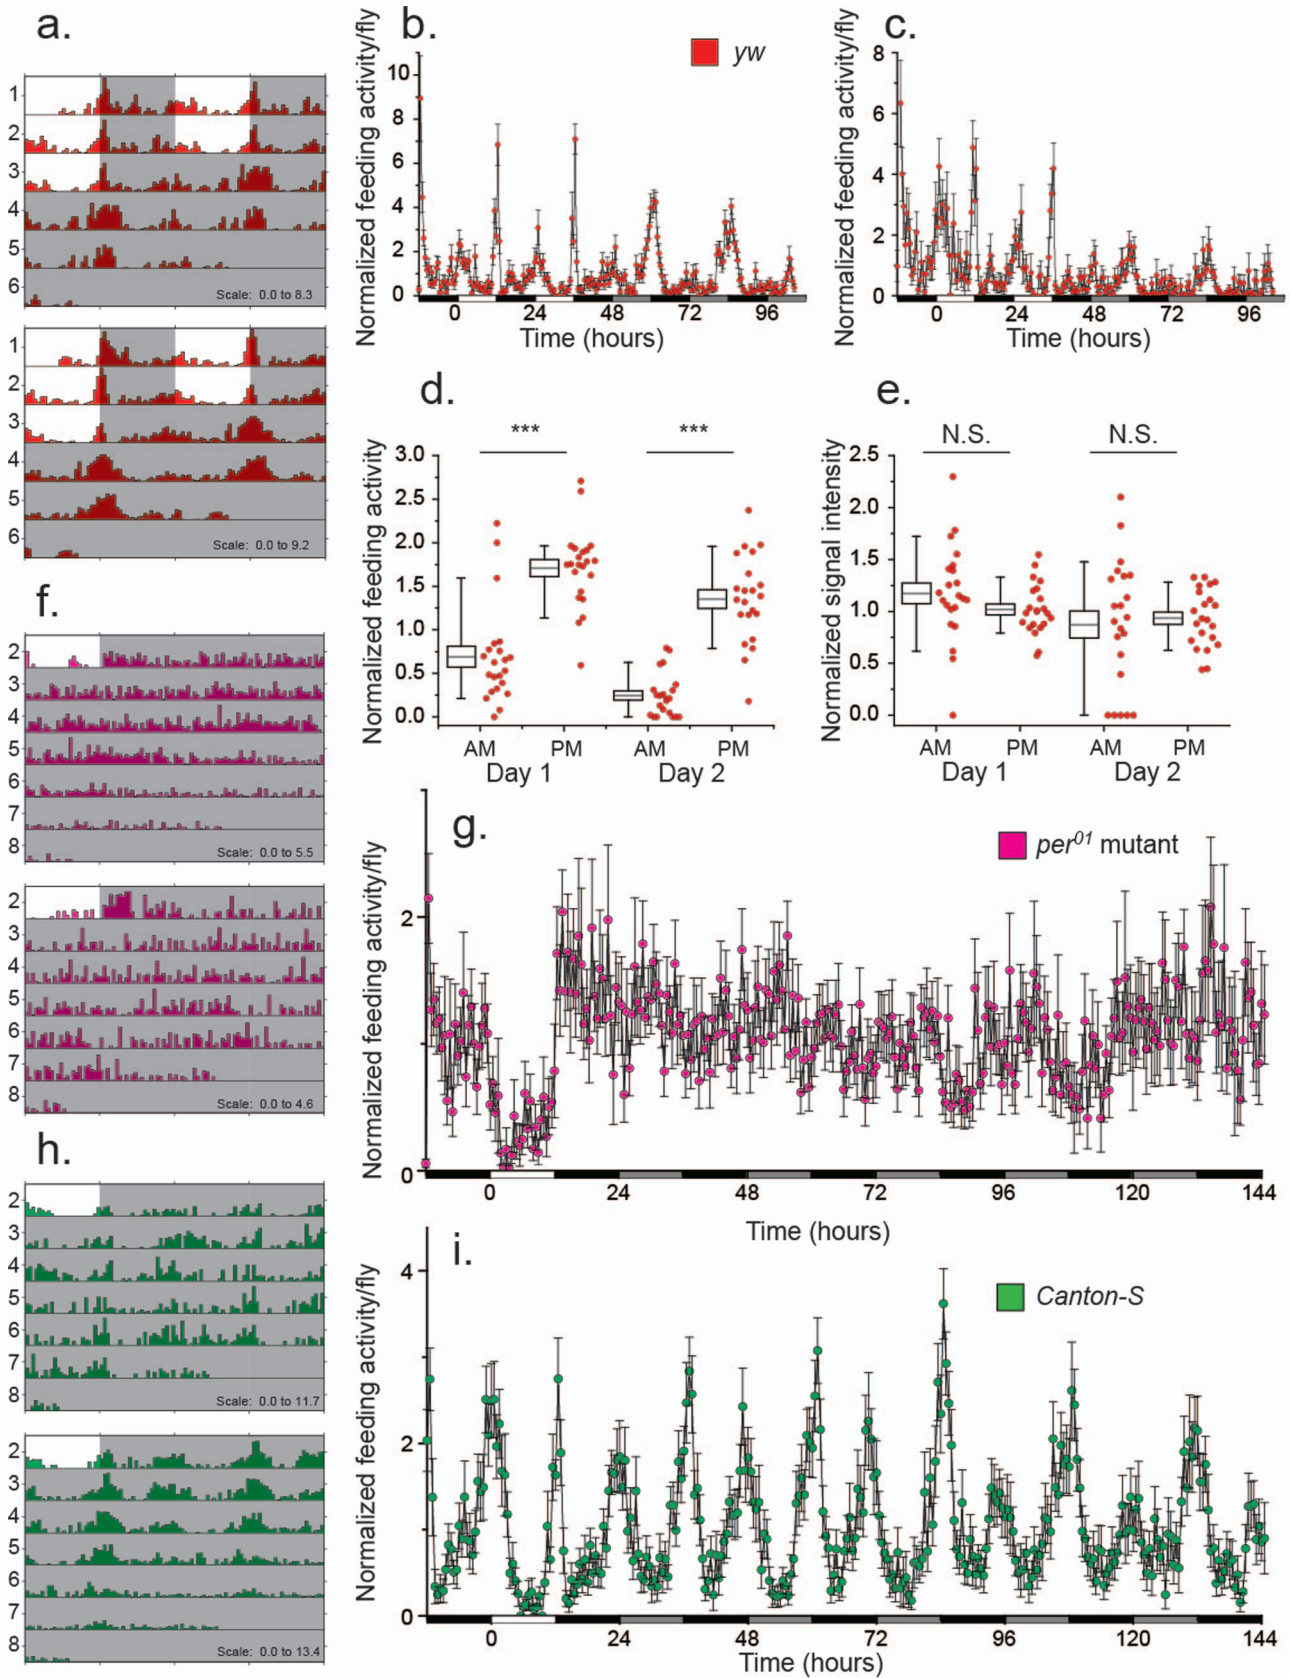 a.
1
2
3
4
5
6
Scale: 0.0 to 8.3
1
2
3
4
5
6
Scale: 0.0 to 9.2
b.
yw
Normalized feeding activity/fly
10
8
6
4
2
0
0 24 48 72 96
Time (hours)
c.
Normalized feeding activity/fly
8
6
4
2
0
0 24 48 72 96
Time (hours)
d.
Normalized feeding activity
*** ***
3.0
2.5
2.0
1.5
1.0
0.5
0.0
AM PM AM PM
Day 1 Day 2
e.
Normalized signal intensity
N.S. N.S.
2.5
2.0
1.5
1.0
0.5
0.0
AM PM AM PM
Day 1 Day 2
f.
2
3
4
5
6
7
8
Scale: 0.0 to 5.5
2
3
4
5
6
7
8
Scale: 0.0 to 4.6
g.
per⁰¹ mutant
Normalized feeding activity/fly
2
0
0 24 48 72 96 120 144
Time (hours)
h.
2
3
4
5
6
7
8
Scale: 0.0 to 11.7
2
3
4
5
6
7
8
Scale: 0.0 to 13.4
i.
Canton-S
Normalized feeding activity/fly
4
2
0
0 24 48 72 96 120 144
Time (hours)